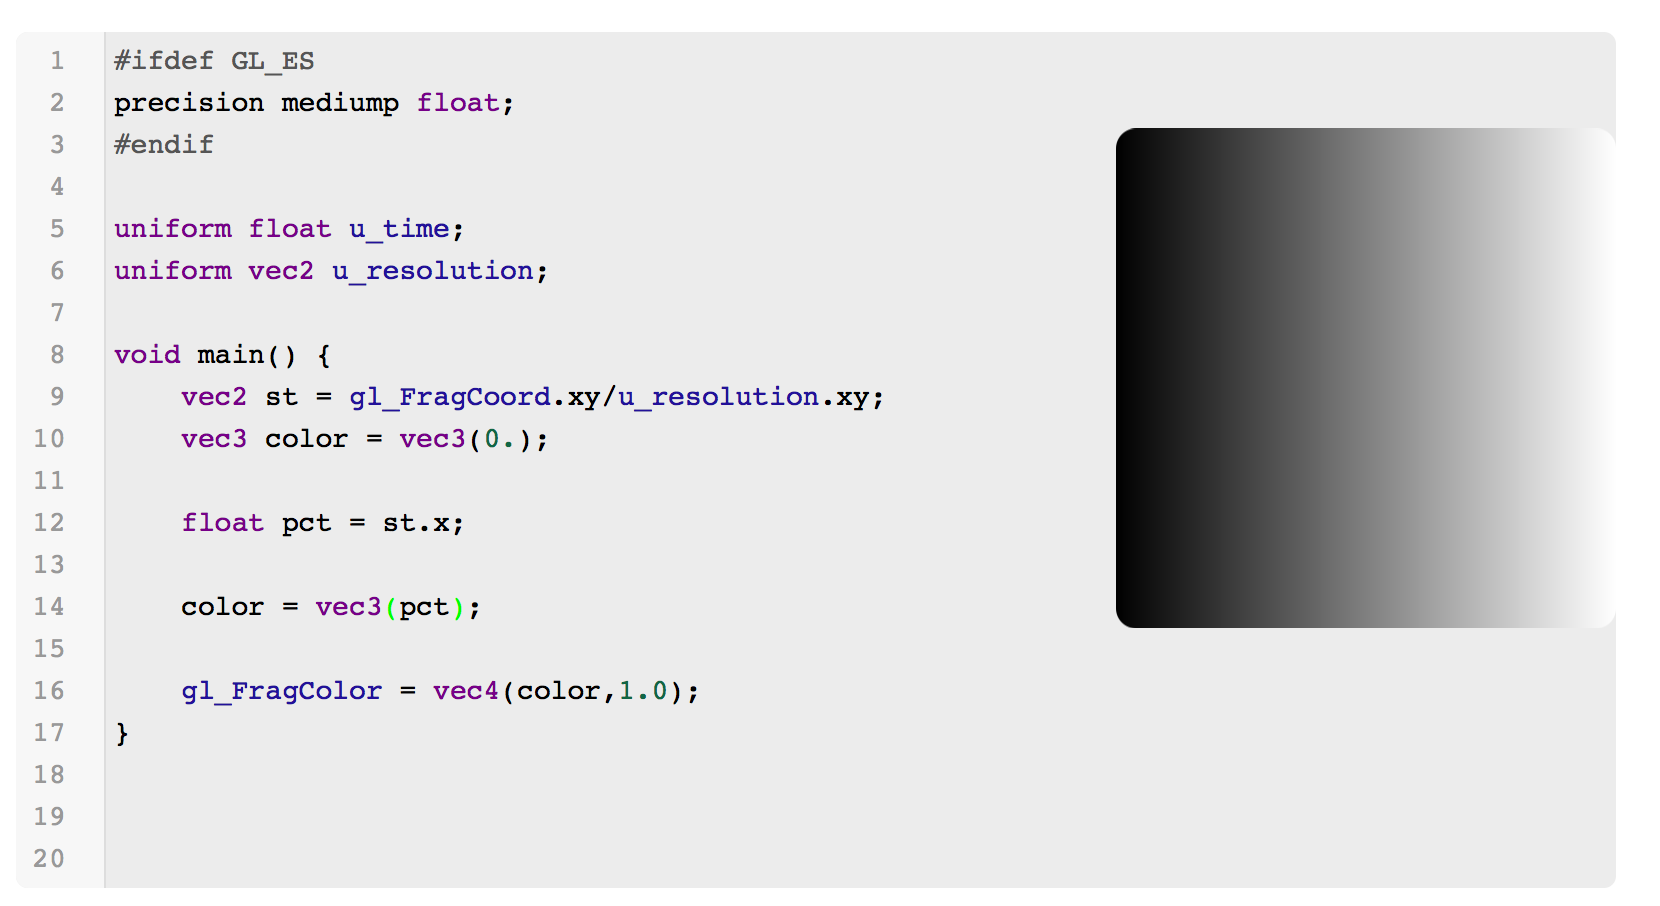 1 #ifdef GL_ES
2 precision mediump float;
3 #endif
4
5 uniform float u_time;
6 uniform vec2 u_resolution;
7
8 void main() {
9     vec2 st = gl_FragCoord.xy/u_resolution.xy;
10     vec3 color = vec3(0.);
11
12     float pct = st.x;
13
14     color = vec3(pct);
15
16     gl_FragColor = vec4(color,1.0);
17 }
18
19
20